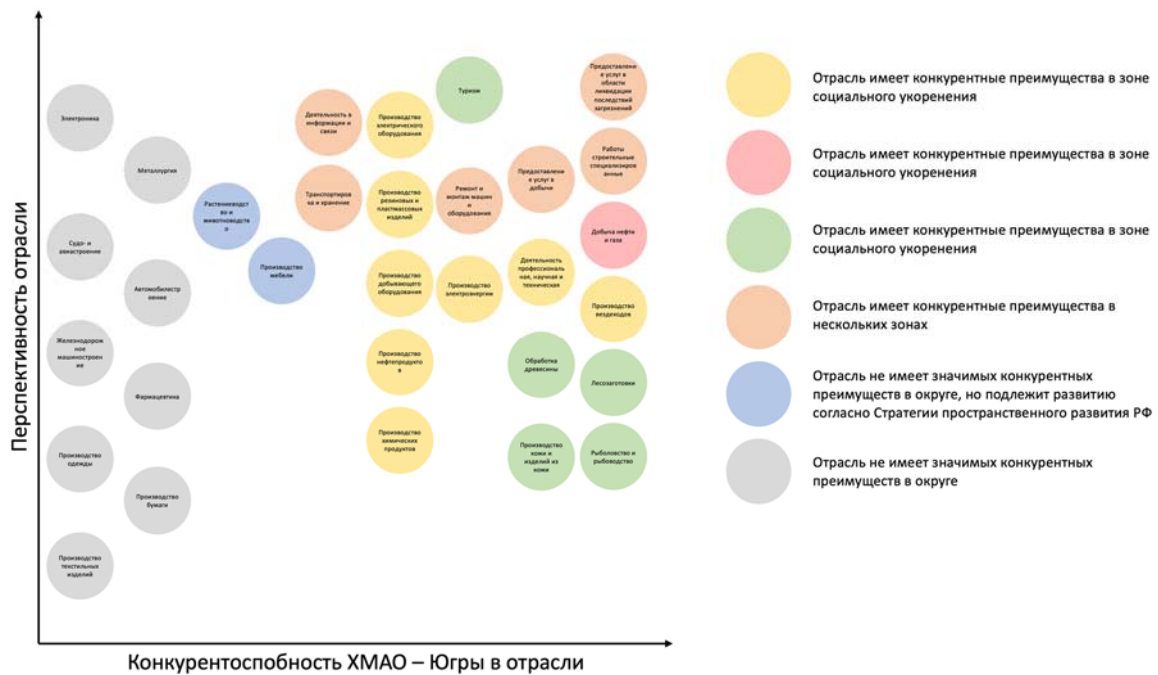 Перспективность отрасли
Электроника
Металлургия
Судо- и
авиастроение
Автомобилестр
оение
Железнодорож
ное
машиностроен
ия
Фармацевтика
Производство
одежды
Производство
бумаги
Производство
текстильных
изделий
Растениеводст
во и
животноводств
о
Производство
мебели
Деятельность в
информации и
связи
Транспортиров
ка и хранение
Производство
электрического
оборудования
Производство
резиновых и
пластмассовых
изделий
Производство
добывающего
оборудования
Производство
нефтепродукто
в
Производство
химических
продуктов
Туризм
Ремонт и
монтаж машин
и
оборудования
Производство
электроэнергии
Предоставлени
е услуг в
добычи
Деятельность
профессиональ
ная, научная и
техническая
Обработка
древесины
Производство
кожи и
изделий из
кожи
Предоставлени
е услуг в
области
ликвидации
последствий
загрязнений
Работы
строительные
специализиров
анные
Добыча нефти
и газа
Производство
вездеходов
Лесозаготовки
Рыболовство и
рыбоводство
Конкурентоспобность ХМАО – Югры в отрасли
Отрасль имеет конкурентные преимущества в зоне
социального укоренения
Отрасль имеет конкурентные преимущества в зоне
социального укоренения
Отрасль имеет конкурентные преимущества в зоне
социального укоренения
Отрасль имеет конкурентные преимущества в
нескольких зонах
Отрасль не имеет значимых конкурентных
преимуществ в округе, но подлежит развитию
согласно Стратегии пространственного развития РФ
Отрасль не имеет значимых конкурентных
преимуществ в округе